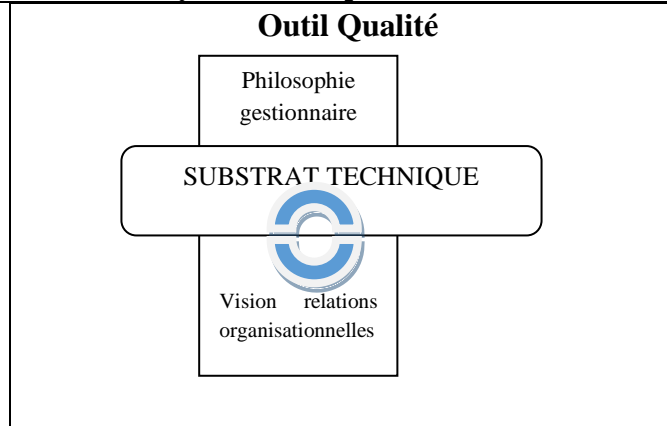 Outil Qualité
Philosophie
gestionnaire
SUBSTRAT TECHNIQUE
Vision relations
organisationnelles